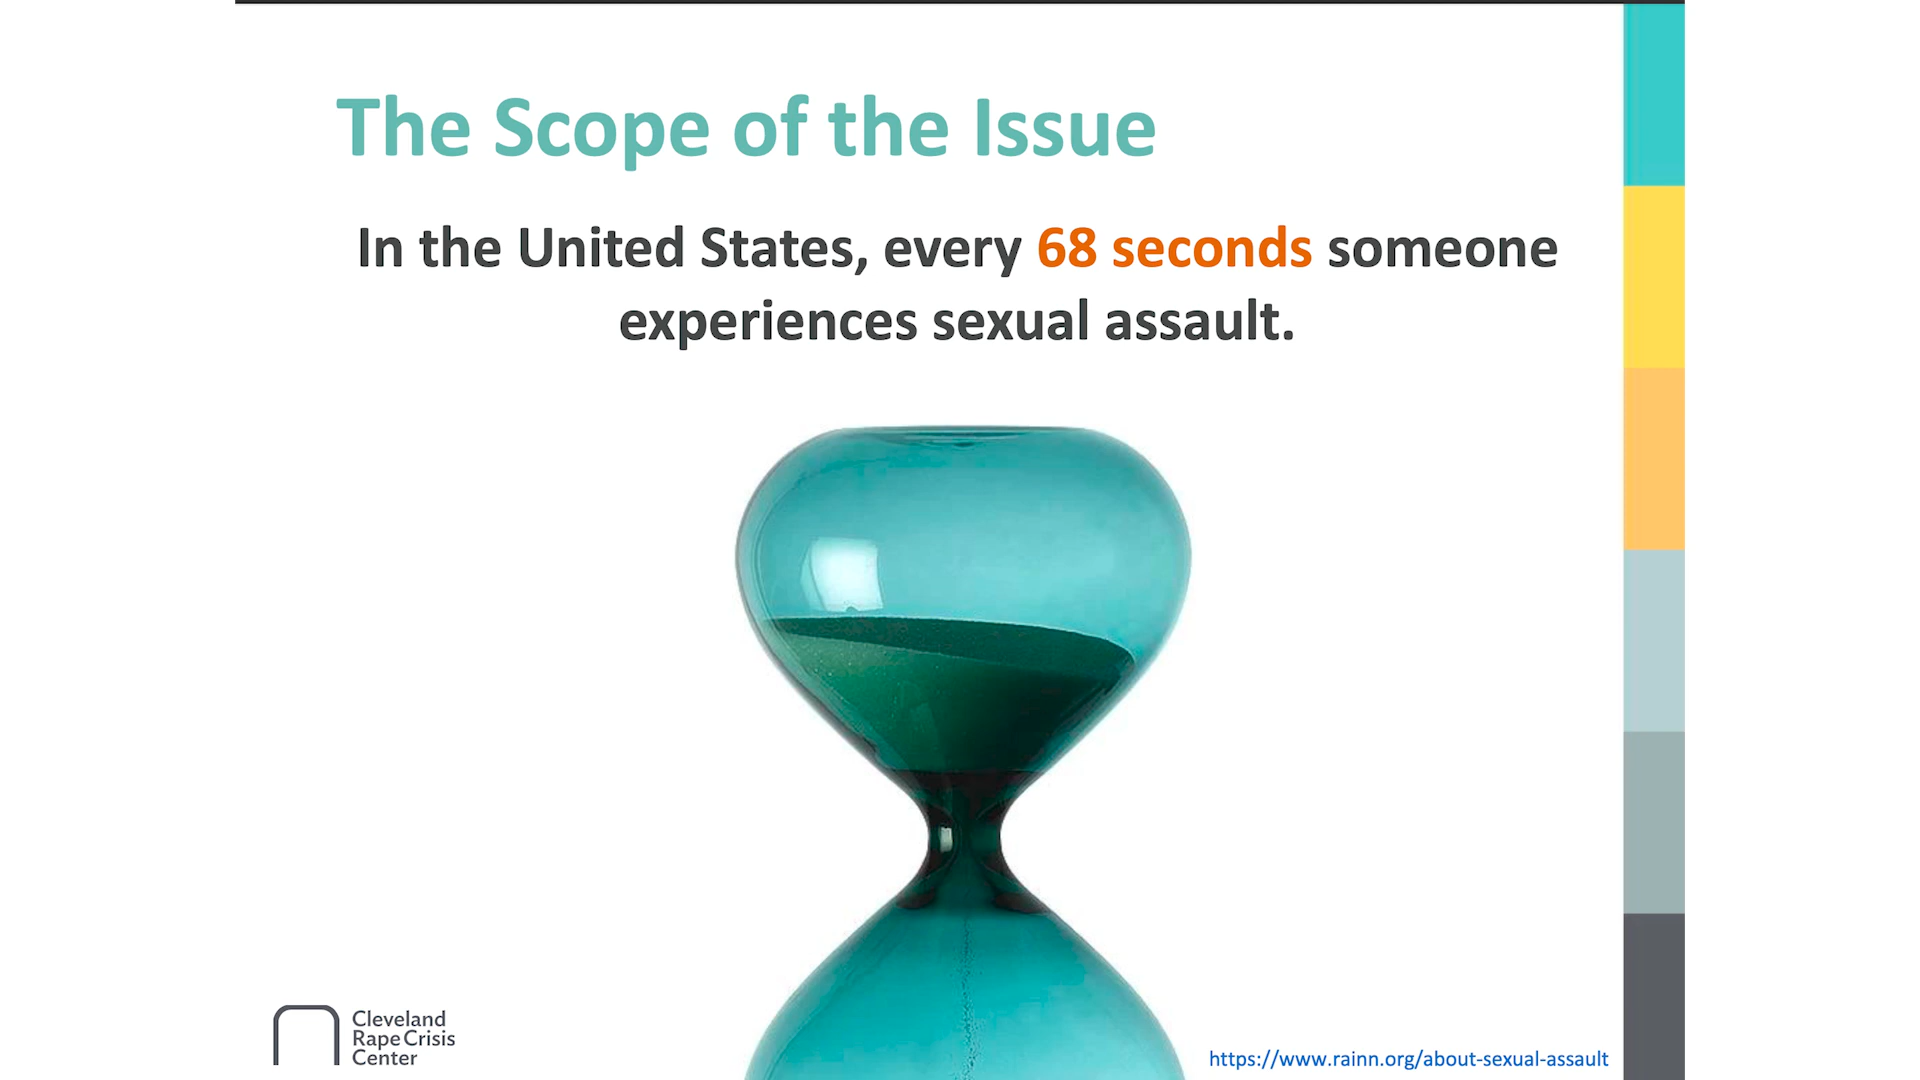 The Scope of the Issue
In the United States, every 68 seconds someone
experiences sexual assault.
Cleveland
Rape Crisis
Center
https://www.rainn.org/about-sexual-assault